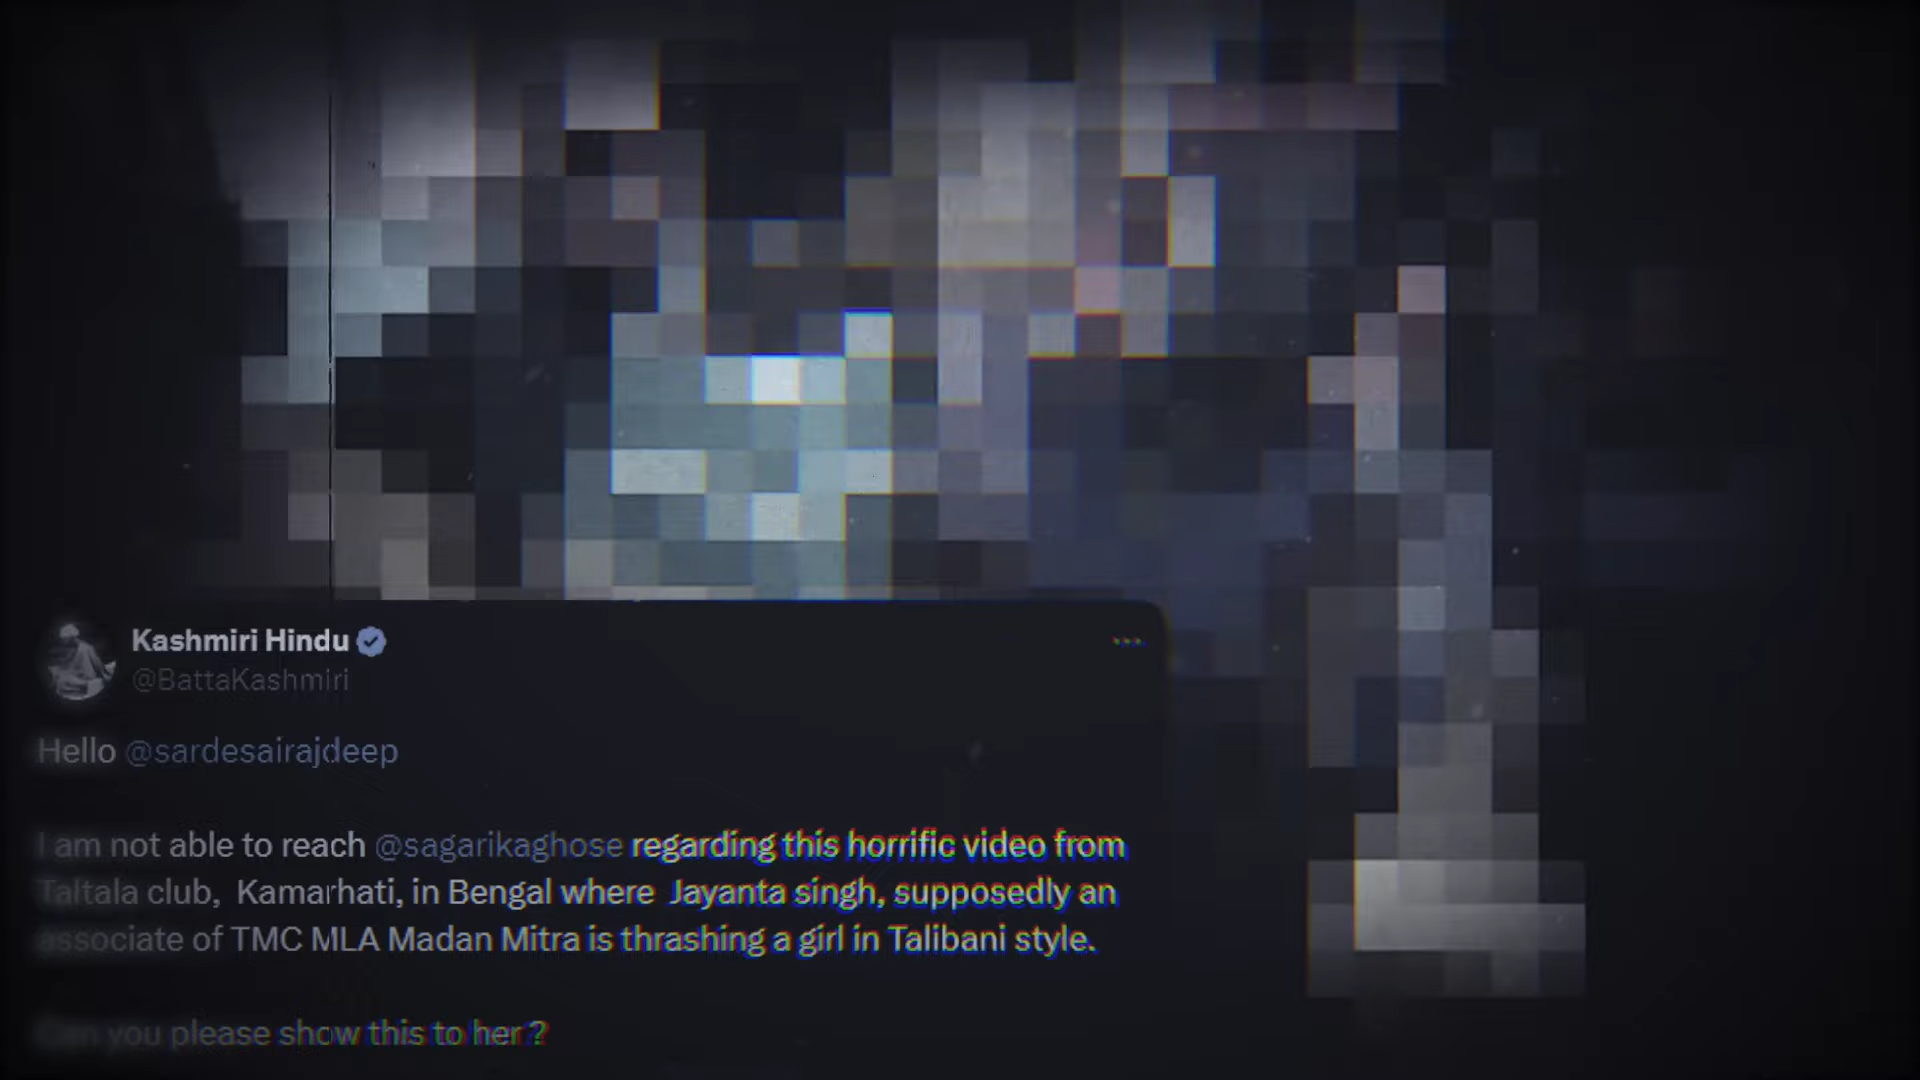 Kashmiri Hindu
@BattaKashmiri
Hello @sardesairajdeep
I am not able to reach @sagarikaghose regarding this horrific video from
Taltala club, Kamarhati, in Bengal where Jayanta singh, supposedly an
associate of TMC MLA Madan Mitra is thrashing a girl in Talibani style.
Can you please show this to her ?